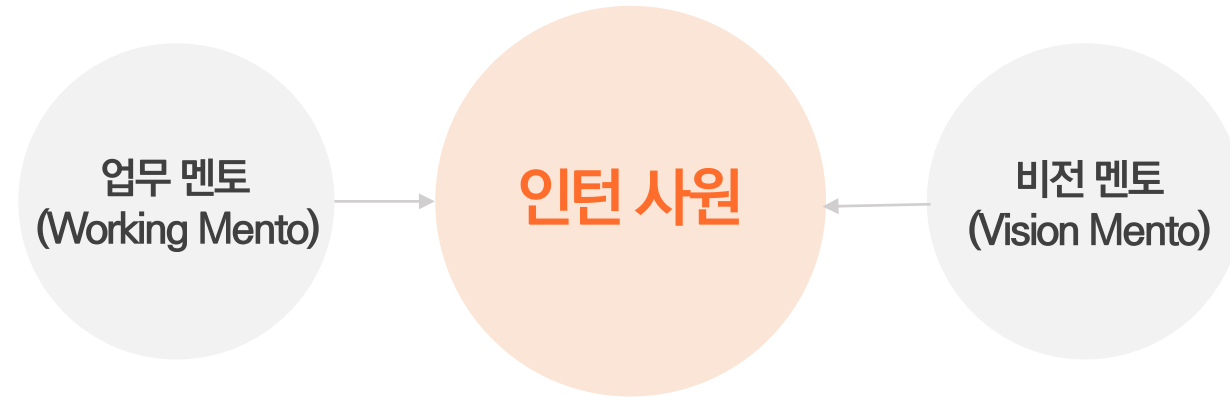 업무 멘토
(Working Mento)
인턴 사원
비전 멘토
(Vision Mento)